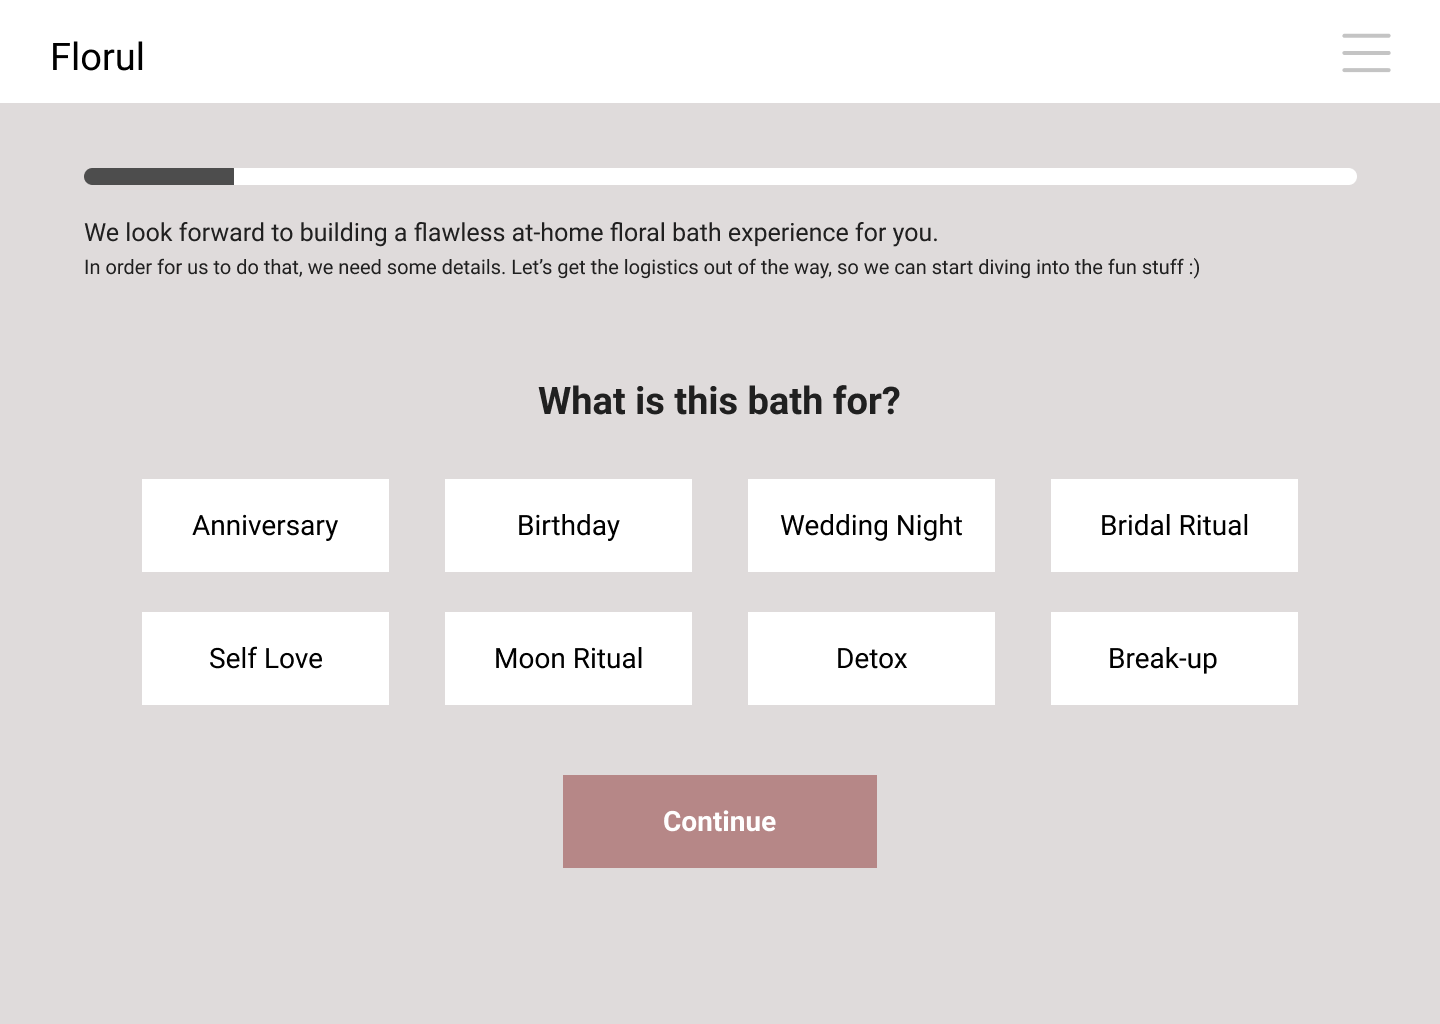 Florul
We look forward to building a flawless at-home floral bath experience for you.
In order for us to do that, we need some details. Let’s get the logistics out of the way, so we can start diving into the fun stuff :)
What is this bath for?
Anniversary
Birthday
Wedding Night
Bridal Ritual
Self Love
Moon Ritual
Detox
Break-up
Continue